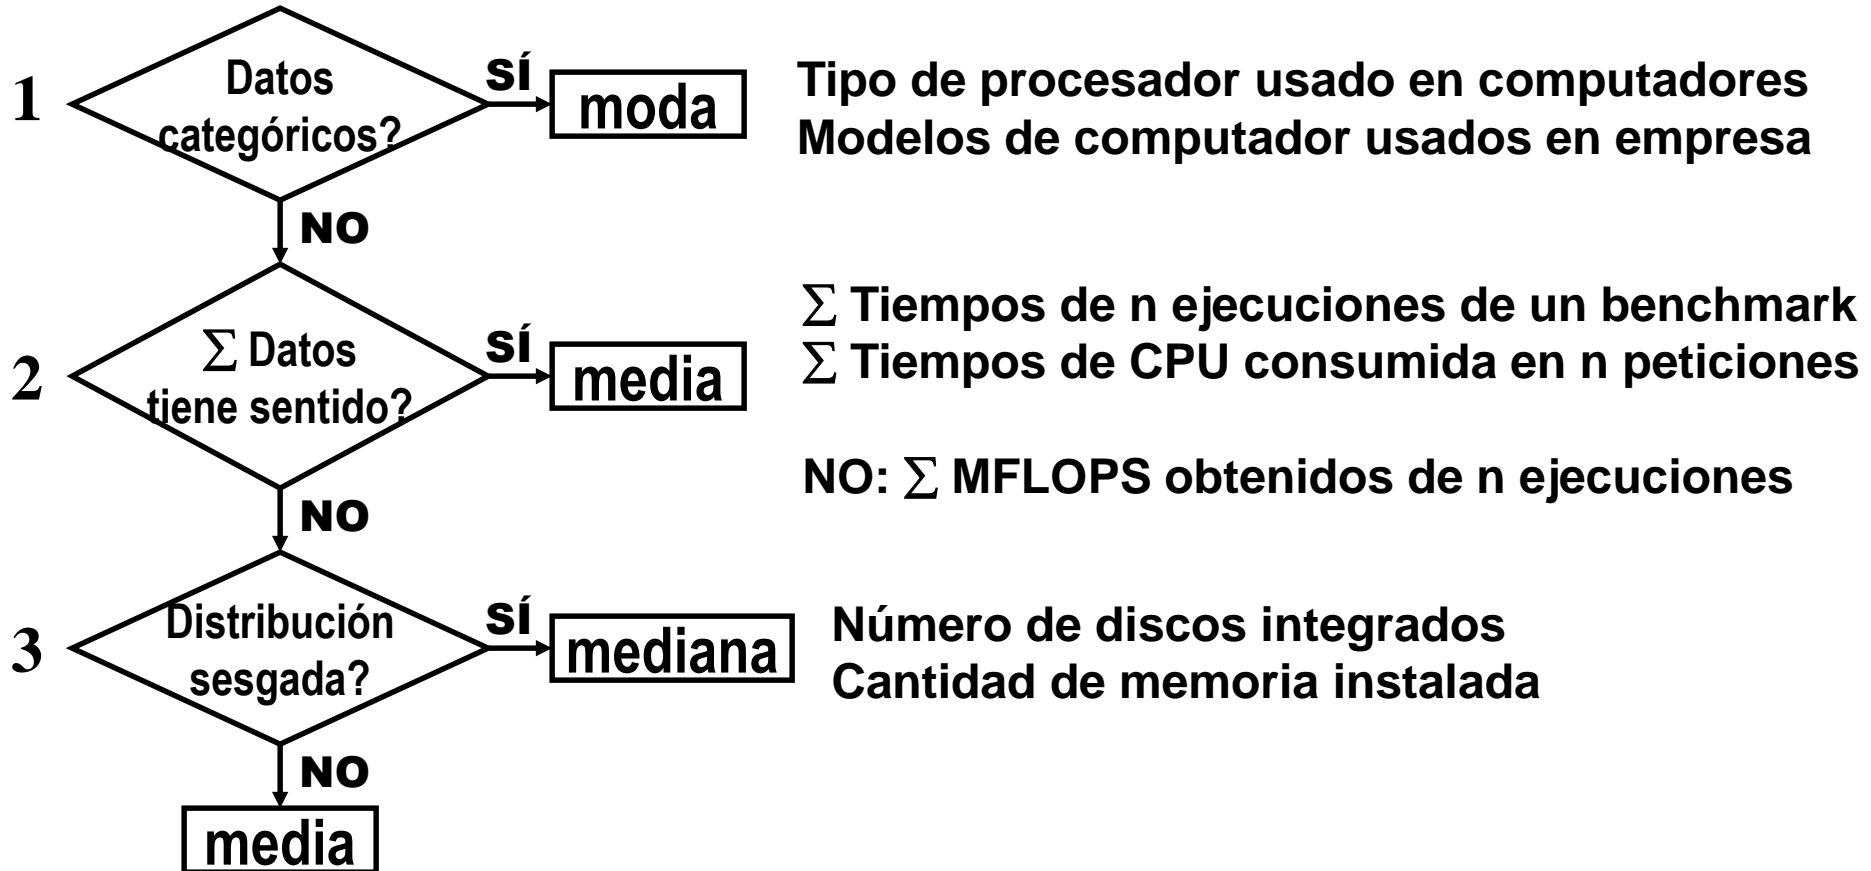 1
Datos
categóricos?
SÍ
moda
Tipo de procesador usado en computadores
Modelos de computador usados en empresa
NO
2
∑ Datos
tiene sentido?
SÍ
media
∑ Tiempos de n ejecuciones de un benchmark
∑ Tiempos de CPU consumida en n peticiones
NO: ∑ MFLOPS obtenidos de n ejecuciones
NO
3
Distribución
sesgada?
SÍ
mediana
Número de discos integrados
Cantidad de memoria instalada
NO
media